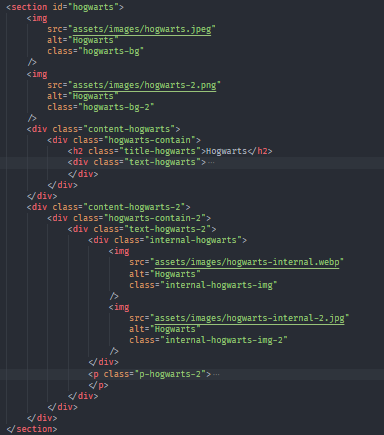 <section id="hogwarts">
<img
src="assets/images/hogwarts.jpeg"
alt="Hogwarts"
class="hogwarts-bg"
/>
<img
src="assets/images/hogwarts-2.png"
alt="Hogwarts"
class="hogwarts-bg-2"
/>
<div class="content-hogwarts">
<div class="hogwarts-contain">
<h2 class="title-hogwarts">Hogwarts</h2>
<div class="text-hogwarts">…
</div>
</div>
</div>
<div class="content-hogwarts-2">
<div class="hogwarts-contain-2">
<div class="text-hogwarts-2">
<div class="internal-hogwarts">
<img
src="assets/images/hogwarts-internal.webp"
alt="Hogwarts"
class="internal-hogwarts-img"
/>
<img
src="assets/images/hogwarts-internal-2.jpg"
alt="Hogwarts"
class="internal-hogwarts-img-2"
/>
</div>
<p class="p-hogwarts-2">…
</p>
</div>
</div>
</div>
</section>